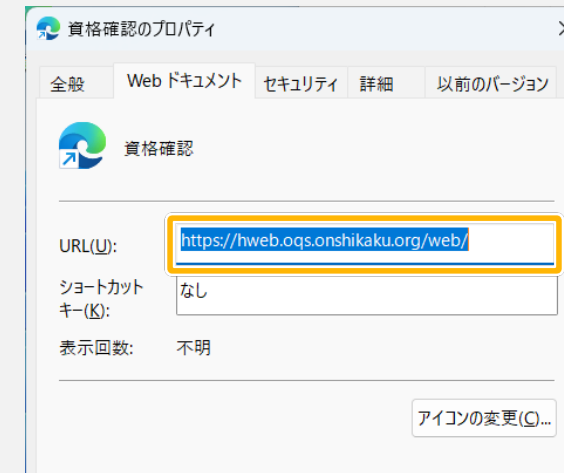 資格確認のプロパティ
全般 Web ドキュメント セキュリティ 詳細 以前のバージョン
資格確認
URL(U): https://hweb.oqs.onshikaku.org/web/
ショートカット
キー(K): なし
表示回数: 不明
アイコンの変更(C)...